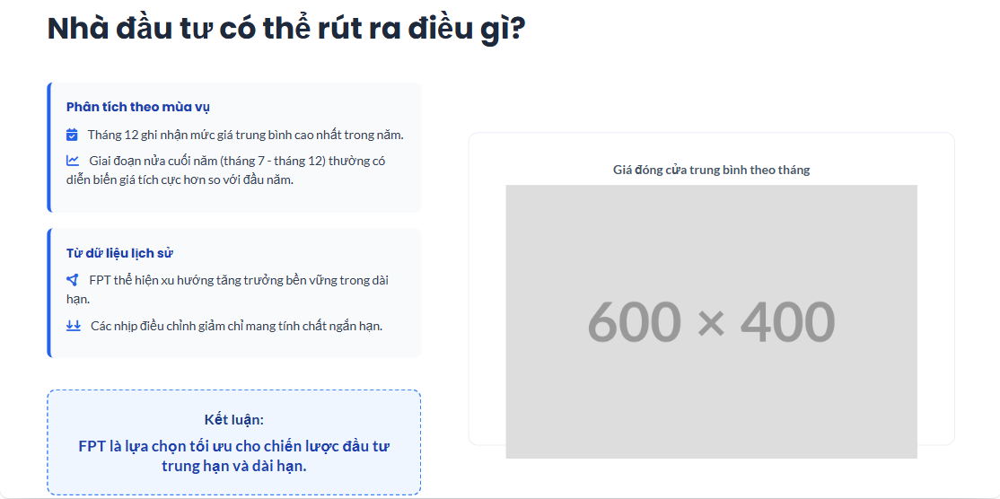 Nhà đầu tư có thể rút ra điều gì?
Phân tích theo mùa vụ
Tháng 12 ghi nhận mức giá trung bình cao nhất trong năm.
Giai đoạn nửa cuối năm (tháng 7 - tháng 12) thường có
diễn biến giá tích cực hơn so với đầu năm.
Từ dữ liệu lịch sử
FPT thể hiện xu hướng tăng trưởng bền vững trong dài
hạn.
Các nhịp điều chỉnh giảm chỉ mang tính chất ngắn hạn.
Kết luận:
FPT là lựa chọn tối ưu cho chiến lược đầu tư
trung hạn và dài hạn.
Giá đóng cửa trung bình theo tháng
600 × 400